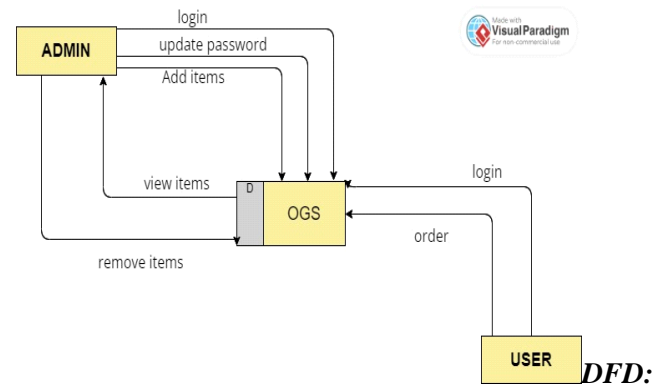 login
Made with
Visual Paradigm
For non-commercial use
ADMIN
update password
Add items
view items
D
OGS
login
order
remove items
USER
DFD: